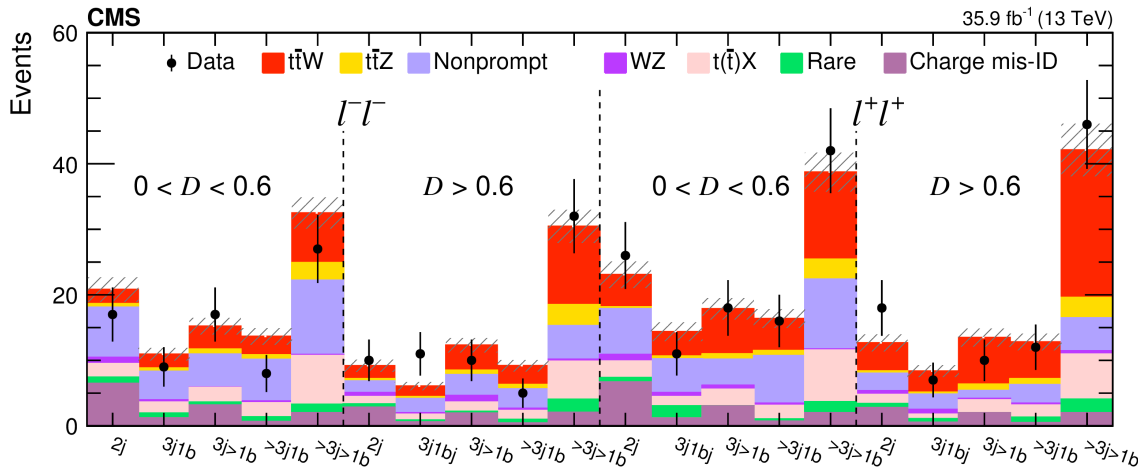 CMS 35.9 fb⁻¹ (13 TeV)
Events
60
40
20
0
Data tt̄W tt̄Z Nonprompt WZ t(t̄)X Rare Charge mis-ID
l⁻l⁻ l⁺l⁺
0 < D < 0.6 D > 0.6 0 < D < 0.6 D > 0.6
2j 3j1b 3j>1b >3j1b >3j>1b 2j 3j1bj 3j>1b >3j1b >3j>1b 2j 3j1bj 3j>1b >3j1b >3j>1b 2j 3j1bj 3j>1b >3j1b >3j>1b